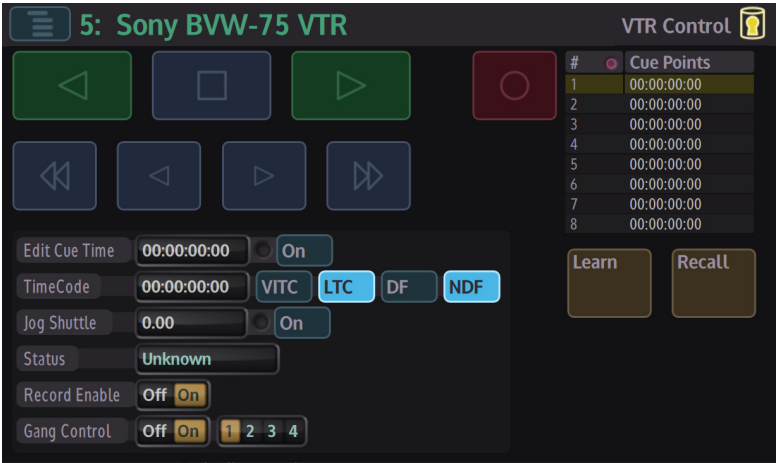 5: Sony BVW-75 VTR
VTR Control
# Cue Points
1 00:00:00:00
2 00:00:00:00
3 00:00:00:00
4 00:00:00:00
5 00:00:00:00
6 00:00:00:00
7 00:00:00:00
8 00:00:00:00
Edit Cue Time 00:00:00:00 On
TimeCode 00:00:00:00 VITC LTC DF NDF
Jog Shuttle 0.00 On
Status Unknown
Record Enable Off On
Gang Control Off On 1 2 3 4
Learn Recall